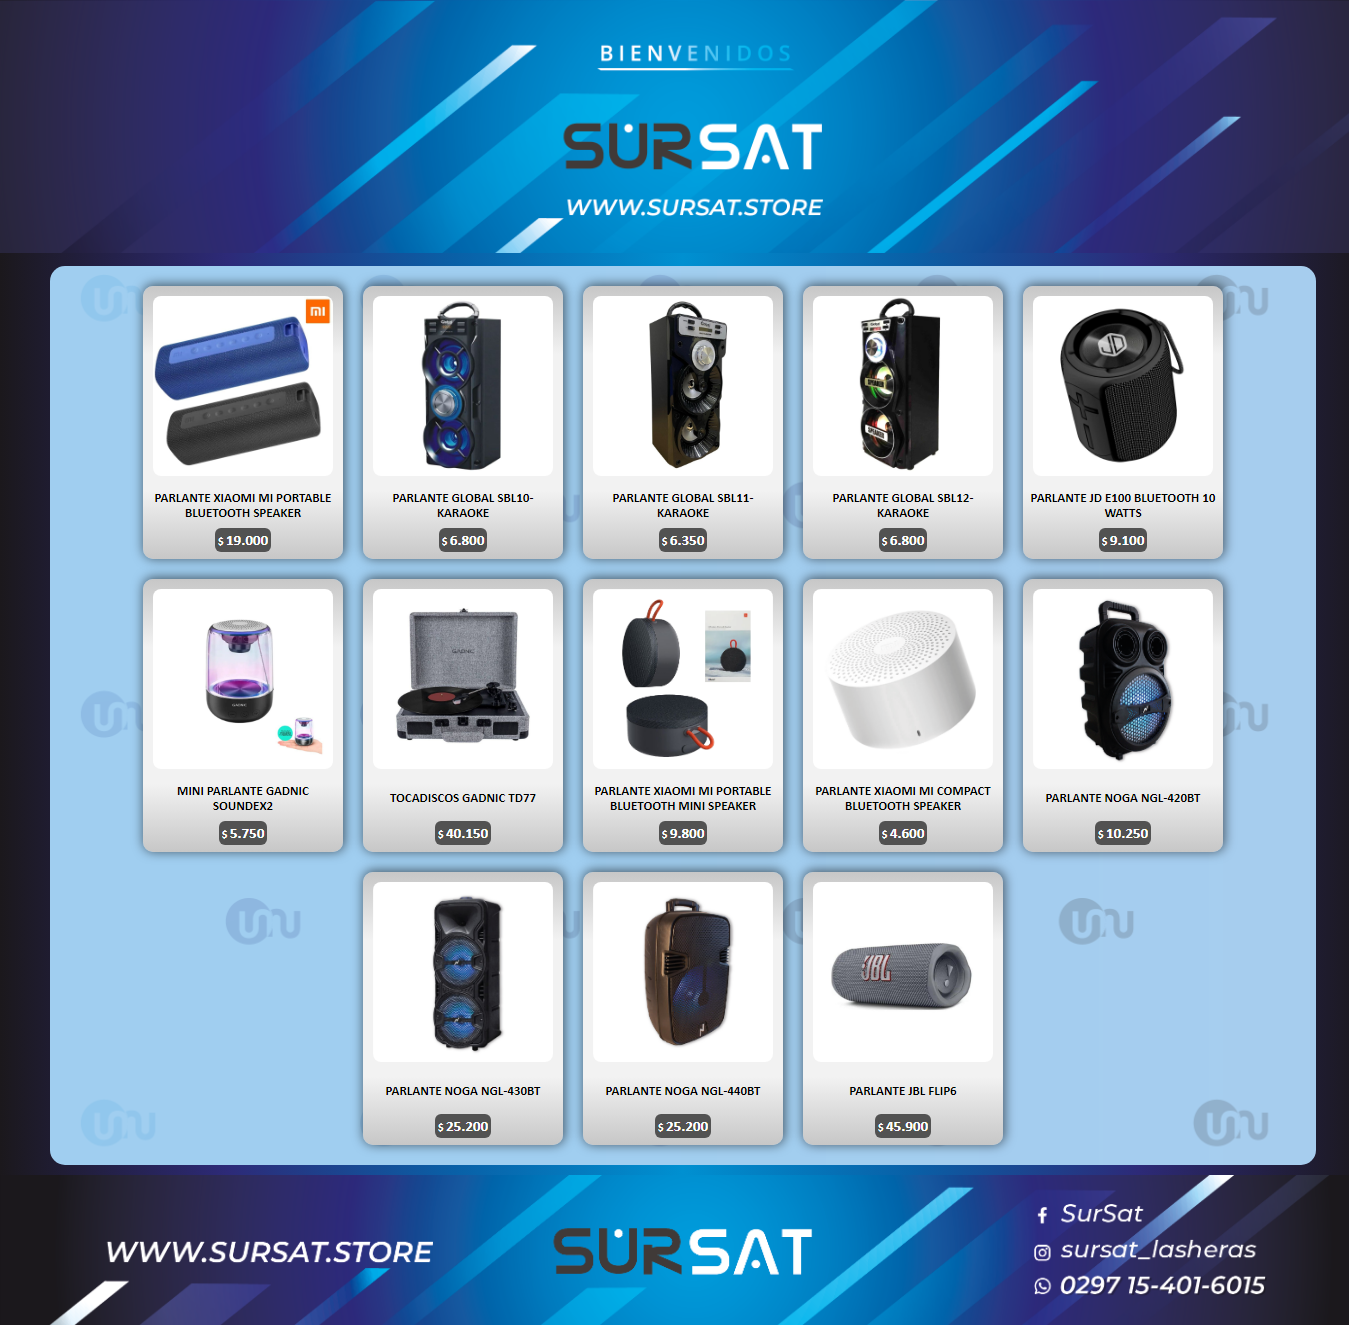 BIENVENIDOS
SURSAT
WWW.SURSAT.STORE
PARLANTE XIAOMI MI PORTABLE
BLUETOOTH SPEAKER
$ 19.000
PARLANTE GLOBAL SBL10-
KARAOKE
$ 6.800
PARLANTE GLOBAL SBL11-
KARAOKE
$ 6.350
PARLANTE GLOBAL SBL12-
KARAOKE
$ 6.800
PARLANTE JD E100 BLUETOOTH 10
WATTS
$ 9.100
MINI PARLANTE GADNIC
SOUNDEX2
$ 5.750
TOCADISCOS GADNIC TD77
$ 40.150
PARLANTE XIAOMI MI PORTABLE
BLUETOOTH MINI SPEAKER
$ 9.800
PARLANTE XIAOMI MI COMPACT
BLUETOOTH SPEAKER
$ 4.600
PARLANTE NOGA NGL-420BT
$ 10.250
PARLANTE NOGA NGL-430BT
$ 25.200
PARLANTE NOGA NGL-440BT
$ 25.200
JBL
PARLANTE JBL FLIP6
$ 45.900
WWW.SURSAT.STORE
SURSAT
SurSat
sursat_lasheras
0297 15-401-6015